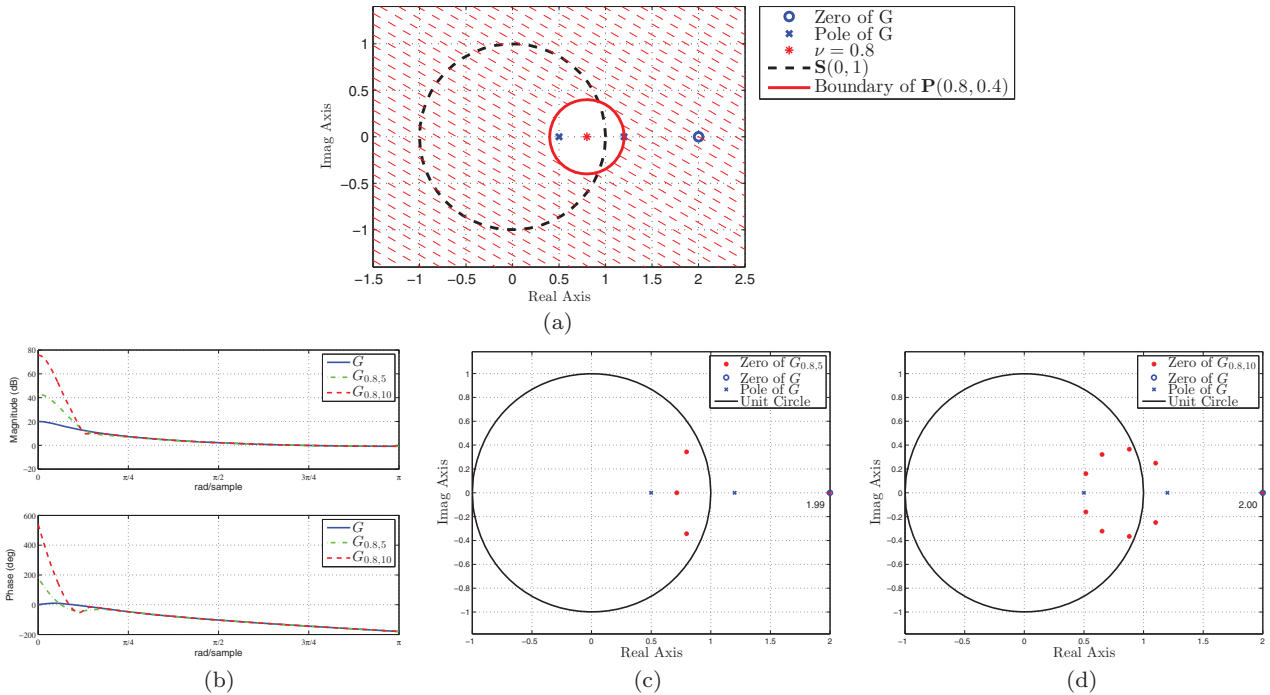 Zero of G
Pole of G
ν = 0.8
S(0, 1)
Boundary of P(0.8, 0.4)
1
0.5
0
−0.5
−1
Imag Axis
−1.5
−1
−0.5
0
0.5
1
1.5
2
2.5
Real Axis
(a)
80
60
40
20
0
−20
Magnitude (dB)
G
G0.8,5
G0.8,10
0
π/4
π/2
3π/4
π
rad/sample
600
400
200
0
−200
Phase (deg)
G
G0.8,5
G0.8,10
0
π/4
π/2
3π/4
π
rad/sample
(b)
1
0.8
0.6
0.4
0.2
0
−0.2
−0.4
−0.6
−0.8
−1
Imag Axis
Zero of G0.8,5
Zero of G
Pole of G
Unit Circle
1.99
−1
−0.5
0
0.5
1
1.5
2
Real Axis
(c)
1
0.8
0.6
0.4
0.2
0
−0.2
−0.4
−0.6
−0.8
−1
Imag Axis
Zero of G0.8,10
Zero of G
Pole of G
Unit Circle
2.00
−1
−0.5
0
0.5
1
1.5
2
Real Axis
(d)